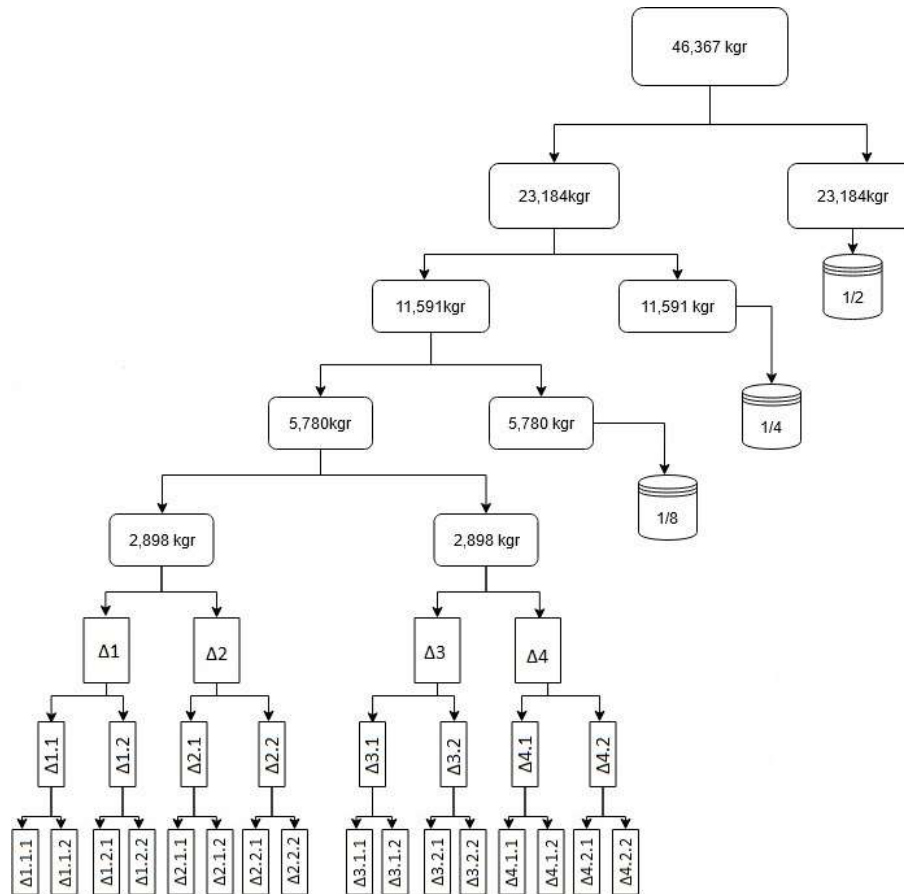 46,367 kgr
23,184kgr
23,184kgr
1/2
11,591kgr
11,591 kgr
1/4
5,780kgr
5,780 kgr
1/8
2,898 kgr
2,898 kgr
Δ1
Δ2
Δ3
Δ4
Δ1.1
Δ1.2
Δ2.1
Δ2.2
Δ3.1
Δ3.2
Δ4.1
Δ4.2
Δ1.1.1
Δ1.1.2
Δ1.2.1
Δ1.2.2
Δ2.1.1
Δ2.1.2
Δ2.2.1
Δ2.2.2
Δ3.1.1
Δ3.1.2
Δ3.2.1
Δ3.2.2
Δ4.1.1
Δ4.1.2
Δ4.2.1
Δ4.2.2